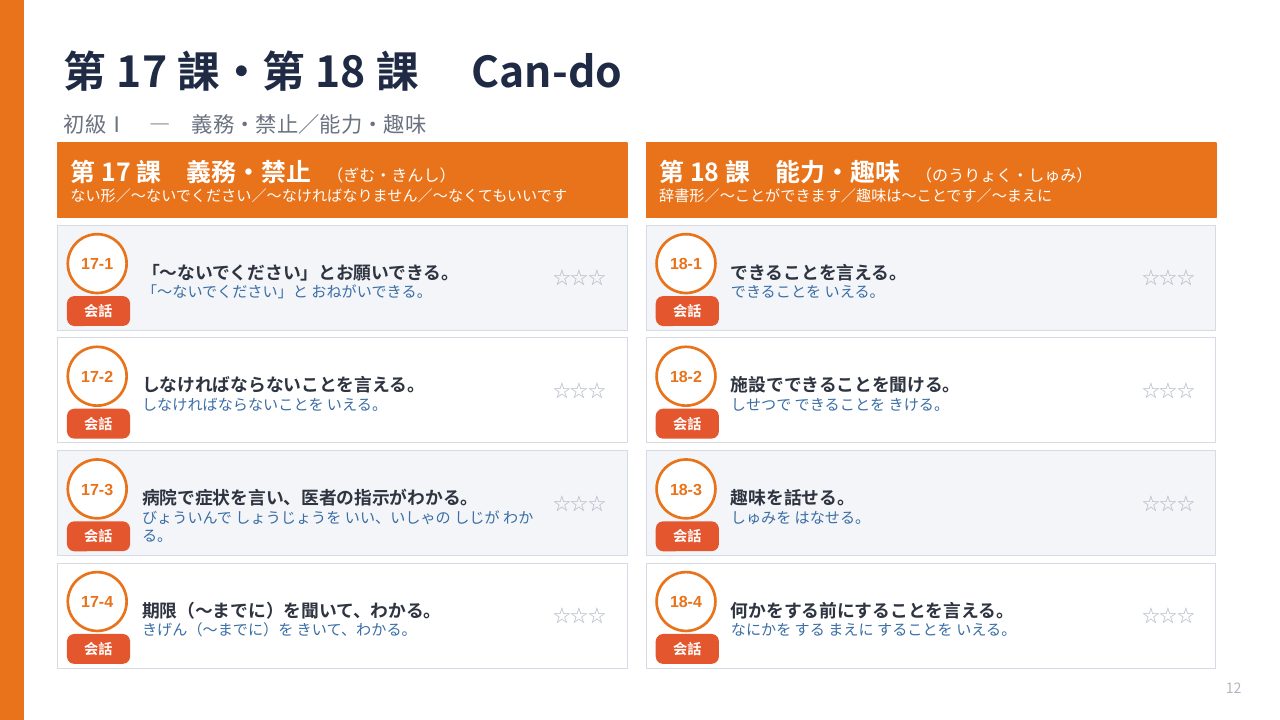 第 17 課・第 18 課　Can-do
初級Ⅰ　―　義務・禁止／能力・趣味
第 17 課　義務・禁止　（ぎむ・きんし）
ない形／～ないでください／～なければなりません／～なくてもいいです
17-1
会話
「～ないでください」とお願いできる。
「～ないでください」と おねがいできる。
☆☆☆
17-2
会話
しなければならないことを言える。
しなければならないことを いえる。
☆☆☆
17-3
会話
病院で症状を言い、医者の指示がわかる。
びょういんで しょうじょうを いい、いしゃの しじが わか
る。
☆☆☆
17-4
会話
期限（～までに）を聞いて、わかる。
きげん（～までに）を きいて、わかる。
☆☆☆
第 18 課　能力・趣味　（のうりょく・しゅみ）
辞書形／～ことができます／趣味は～ことです／～まえに
18-1
会話
できることを言える。
できることを いえる。
☆☆☆
18-2
会話
施設でできることを聞ける。
しせつで できることを きける。
☆☆☆
18-3
会話
趣味を話せる。
しゅみを はなせる。
☆☆☆
18-4
会話
何かをする前にすることを言える。
なにかを する まえに することを いえる。
☆☆☆
12